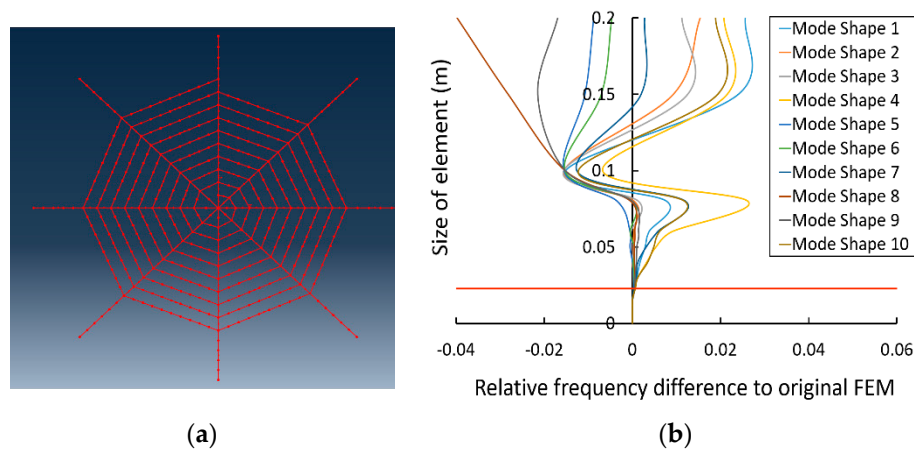 0.2
0.15
0.1
0.05
0
Size of element (m)
Mode Shape 1
Mode Shape 2
Mode Shape 3
Mode Shape 4
Mode Shape 5
Mode Shape 6
Mode Shape 7
Mode Shape 8
Mode Shape 9
Mode Shape 10
-0.04 -0.02 0 0.02 0.04 0.06
Relative frequency difference to original FEM
(a) (b)